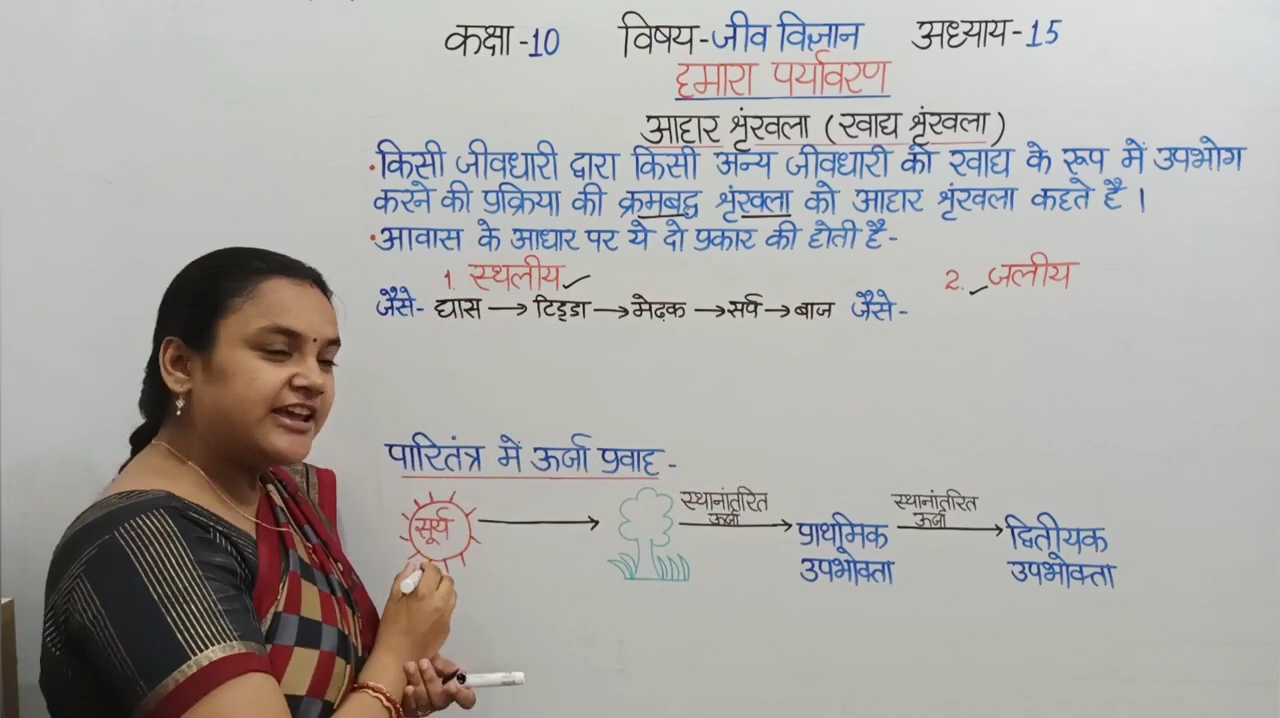 कक्षा -10 विषय-जीव विज्ञान अध्याय-15
हमारा पर्यावरण
आहार श्रृंखला (खाद्य श्रृंखला)
•किसी जीवधारी द्वारा किसी अन्य जीवधारी को खाद्य के रूप में उपभोग
करने की प्रक्रिया की क्रमबद्ध श्रृंखला को आहार श्रृंखला कहते है।
•आवास के आधार पर ये दो प्रकार की होती है-
1. स्थलीय ✓ 2. ✓जलीय
जैसे- घास → टिड्डा → मेढ़क → सर्प → बाज जैसे-
पारितंत्र में ऊर्जा प्रवाह -
सूर्य → स्थानांतरित ऊर्जा → प्राथमिक उपभोक्ता स्थानांतरित ऊर्जा → द्वितीयक उपभोक्ता